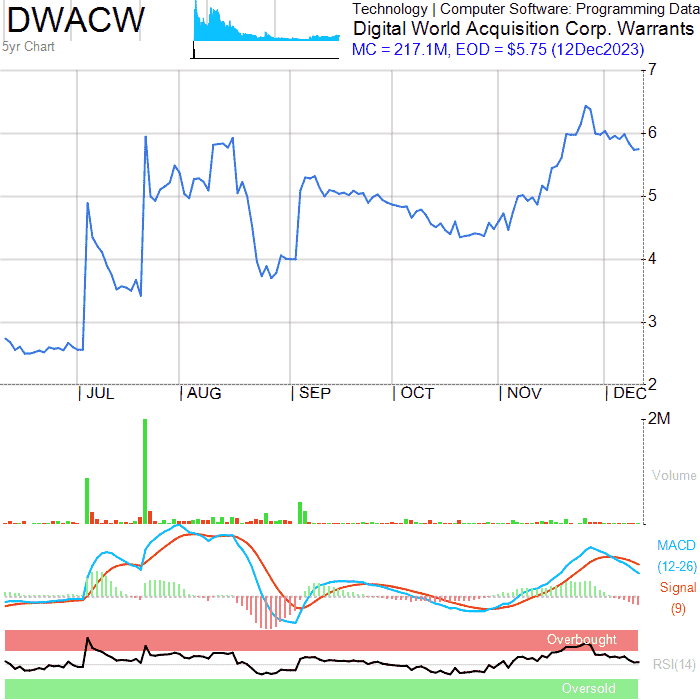 DWACW
5yr Chart
Technology | Computer Software: Programming Data
Digital World Acquisition Corp. Warrants
MC = 217.1M, EOD = $5.75 (12Dec2023)
7
6
5
4
3
2
| JUL | AUG | SEP | OCT | NOV | DEC
2M
Volume
MACD
(12-26)
Signal
(9)
Overbought
RSI(14)
Oversold